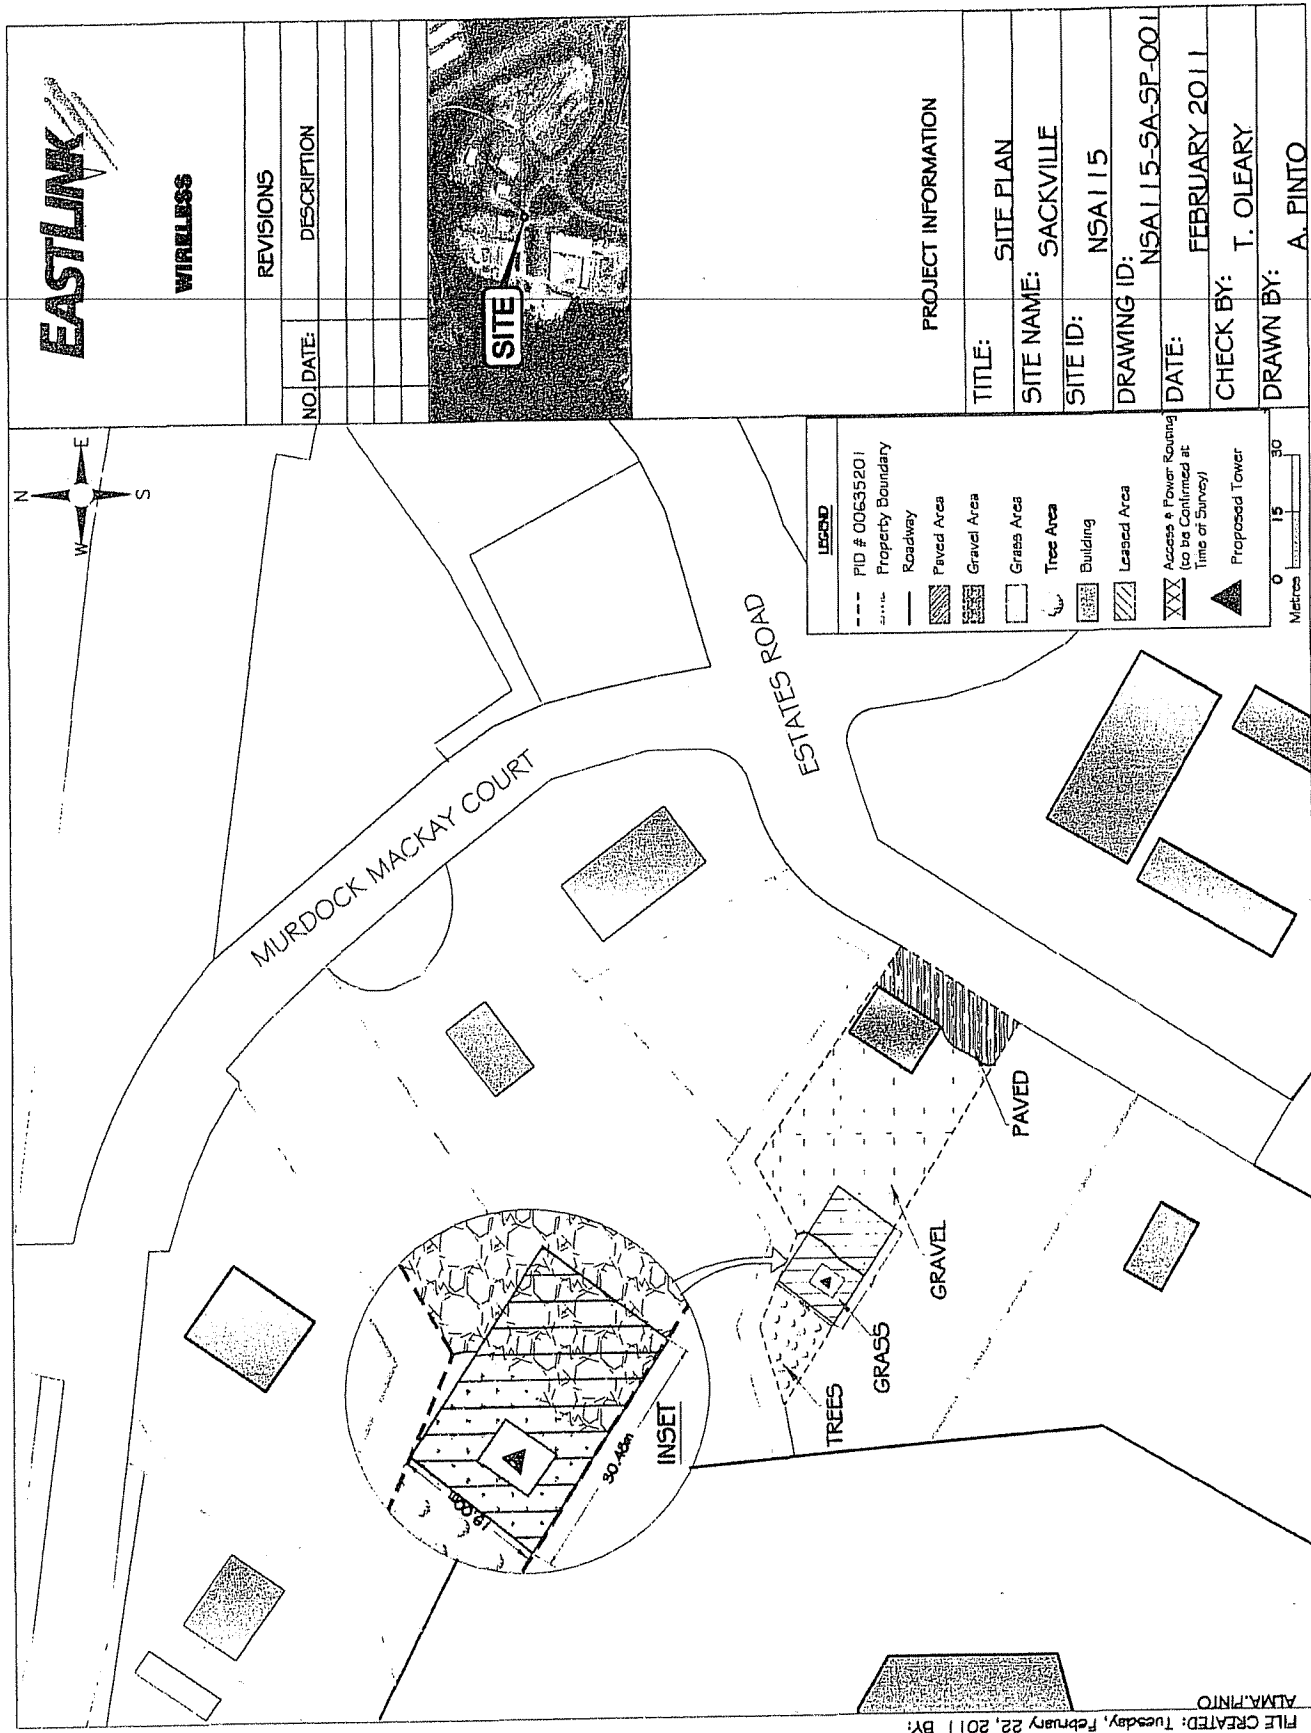 EASTLINK
WIRELESS
REVISIONS
NO. DATE: DESCRIPTION
SITE
PROJECT INFORMATION
TITLE: SITE PLAN
SITE NAME: SACKVILLE
SITE ID: NSA115
DRAWING ID: NSA115-SA-SP-001
DATE: FEBRUARY 2011
CHECK BY: T. OLEARY
DRAWN BY: A. PINTO
N
W E
S
MURDOCK MACKAY COURT
ESTATES ROAD
LEGEND
PID # 00635201
Property Boundary
Roadway
Paved Area
Gravel Area
Grass Area
Tree Area
Building
Leased Area
Access & Power Routing
(to be Confirmed at
Time of Survey)
Proposed Tower
0 15 30
Metres
PAVED
GRAVEL
GRASS
TREES
INSET
30.48m
FILE CREATED: Tuesday, February 22, 2011 BY:
ALMA.PINTO